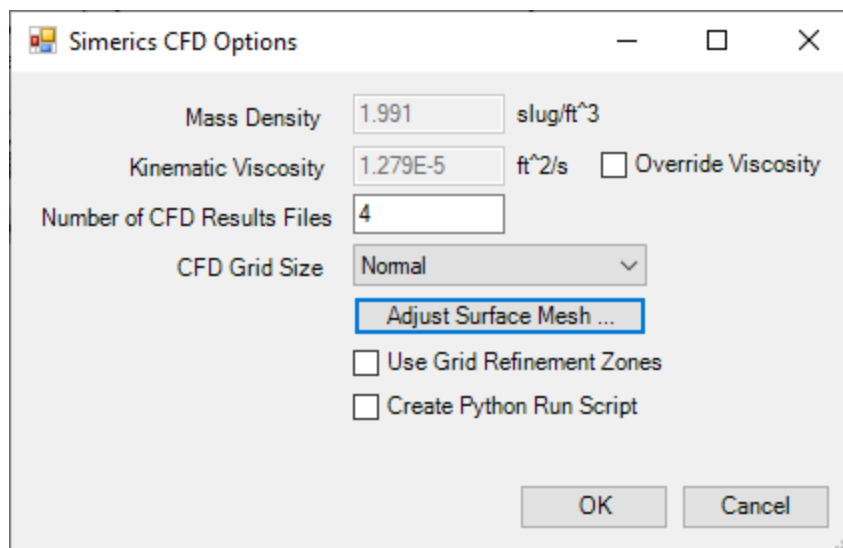 Simerics CFD Options
Mass Density 1.991 slug/ft^3
Kinematic Viscosity 1.279E-5 ft^2/s Override Viscosity
Number of CFD Results Files 4
CFD Grid Size Normal
Adjust Surface Mesh ...
Use Grid Refinement Zones
Create Python Run Script
OK Cancel